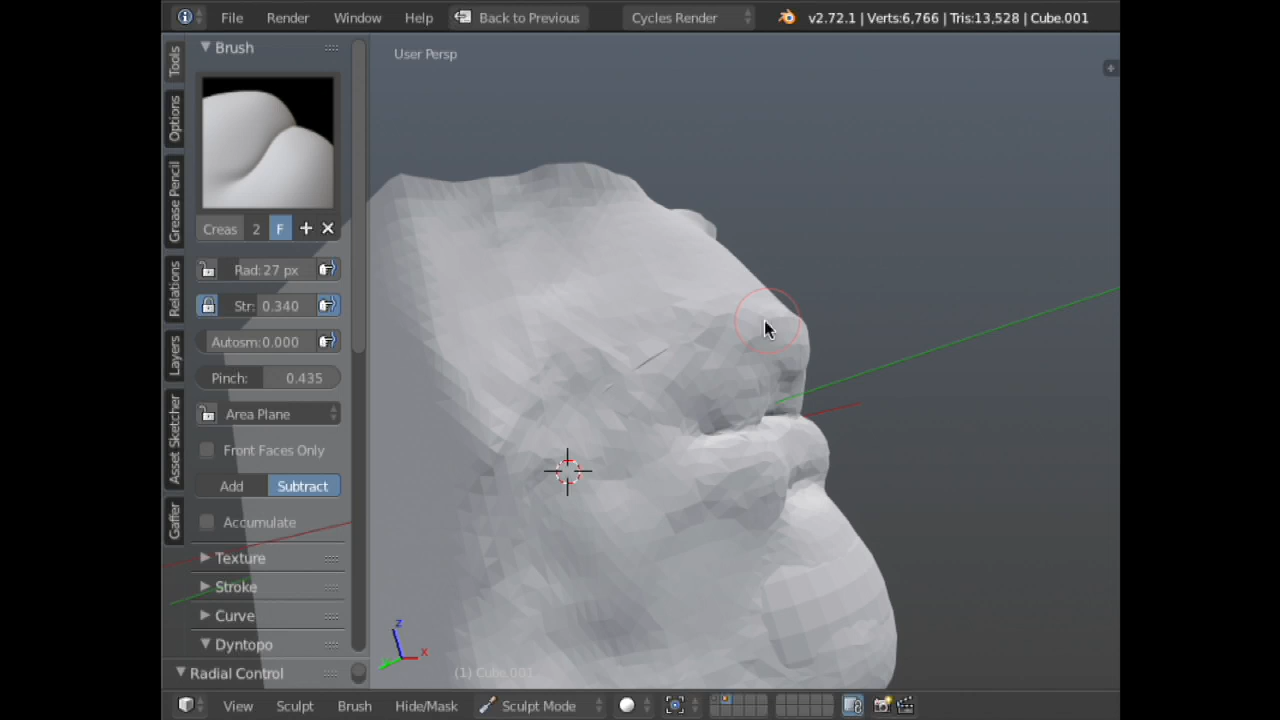 File Render Window Help Back to Previous Cycles Render v2.72.1 | Verts:6,766 | Tris:13,528 | Cube.001
Tools
Options
Grease Pencil
Relations
Layers
Asset Sketcher
Gaffer
Brush
Creas 2 F
Rad: 27 px
Str: 0.340
Autosm:0.000
Pinch: 0.435
Area Plane
Front Faces Only
Add Subtract
Accumulate
Texture
Stroke
Curve
Dyntopo
Radial Control
User Persp
z
x
y
(1) Cube.001
View Sculpt Brush Hide/Mask Sculpt Mode